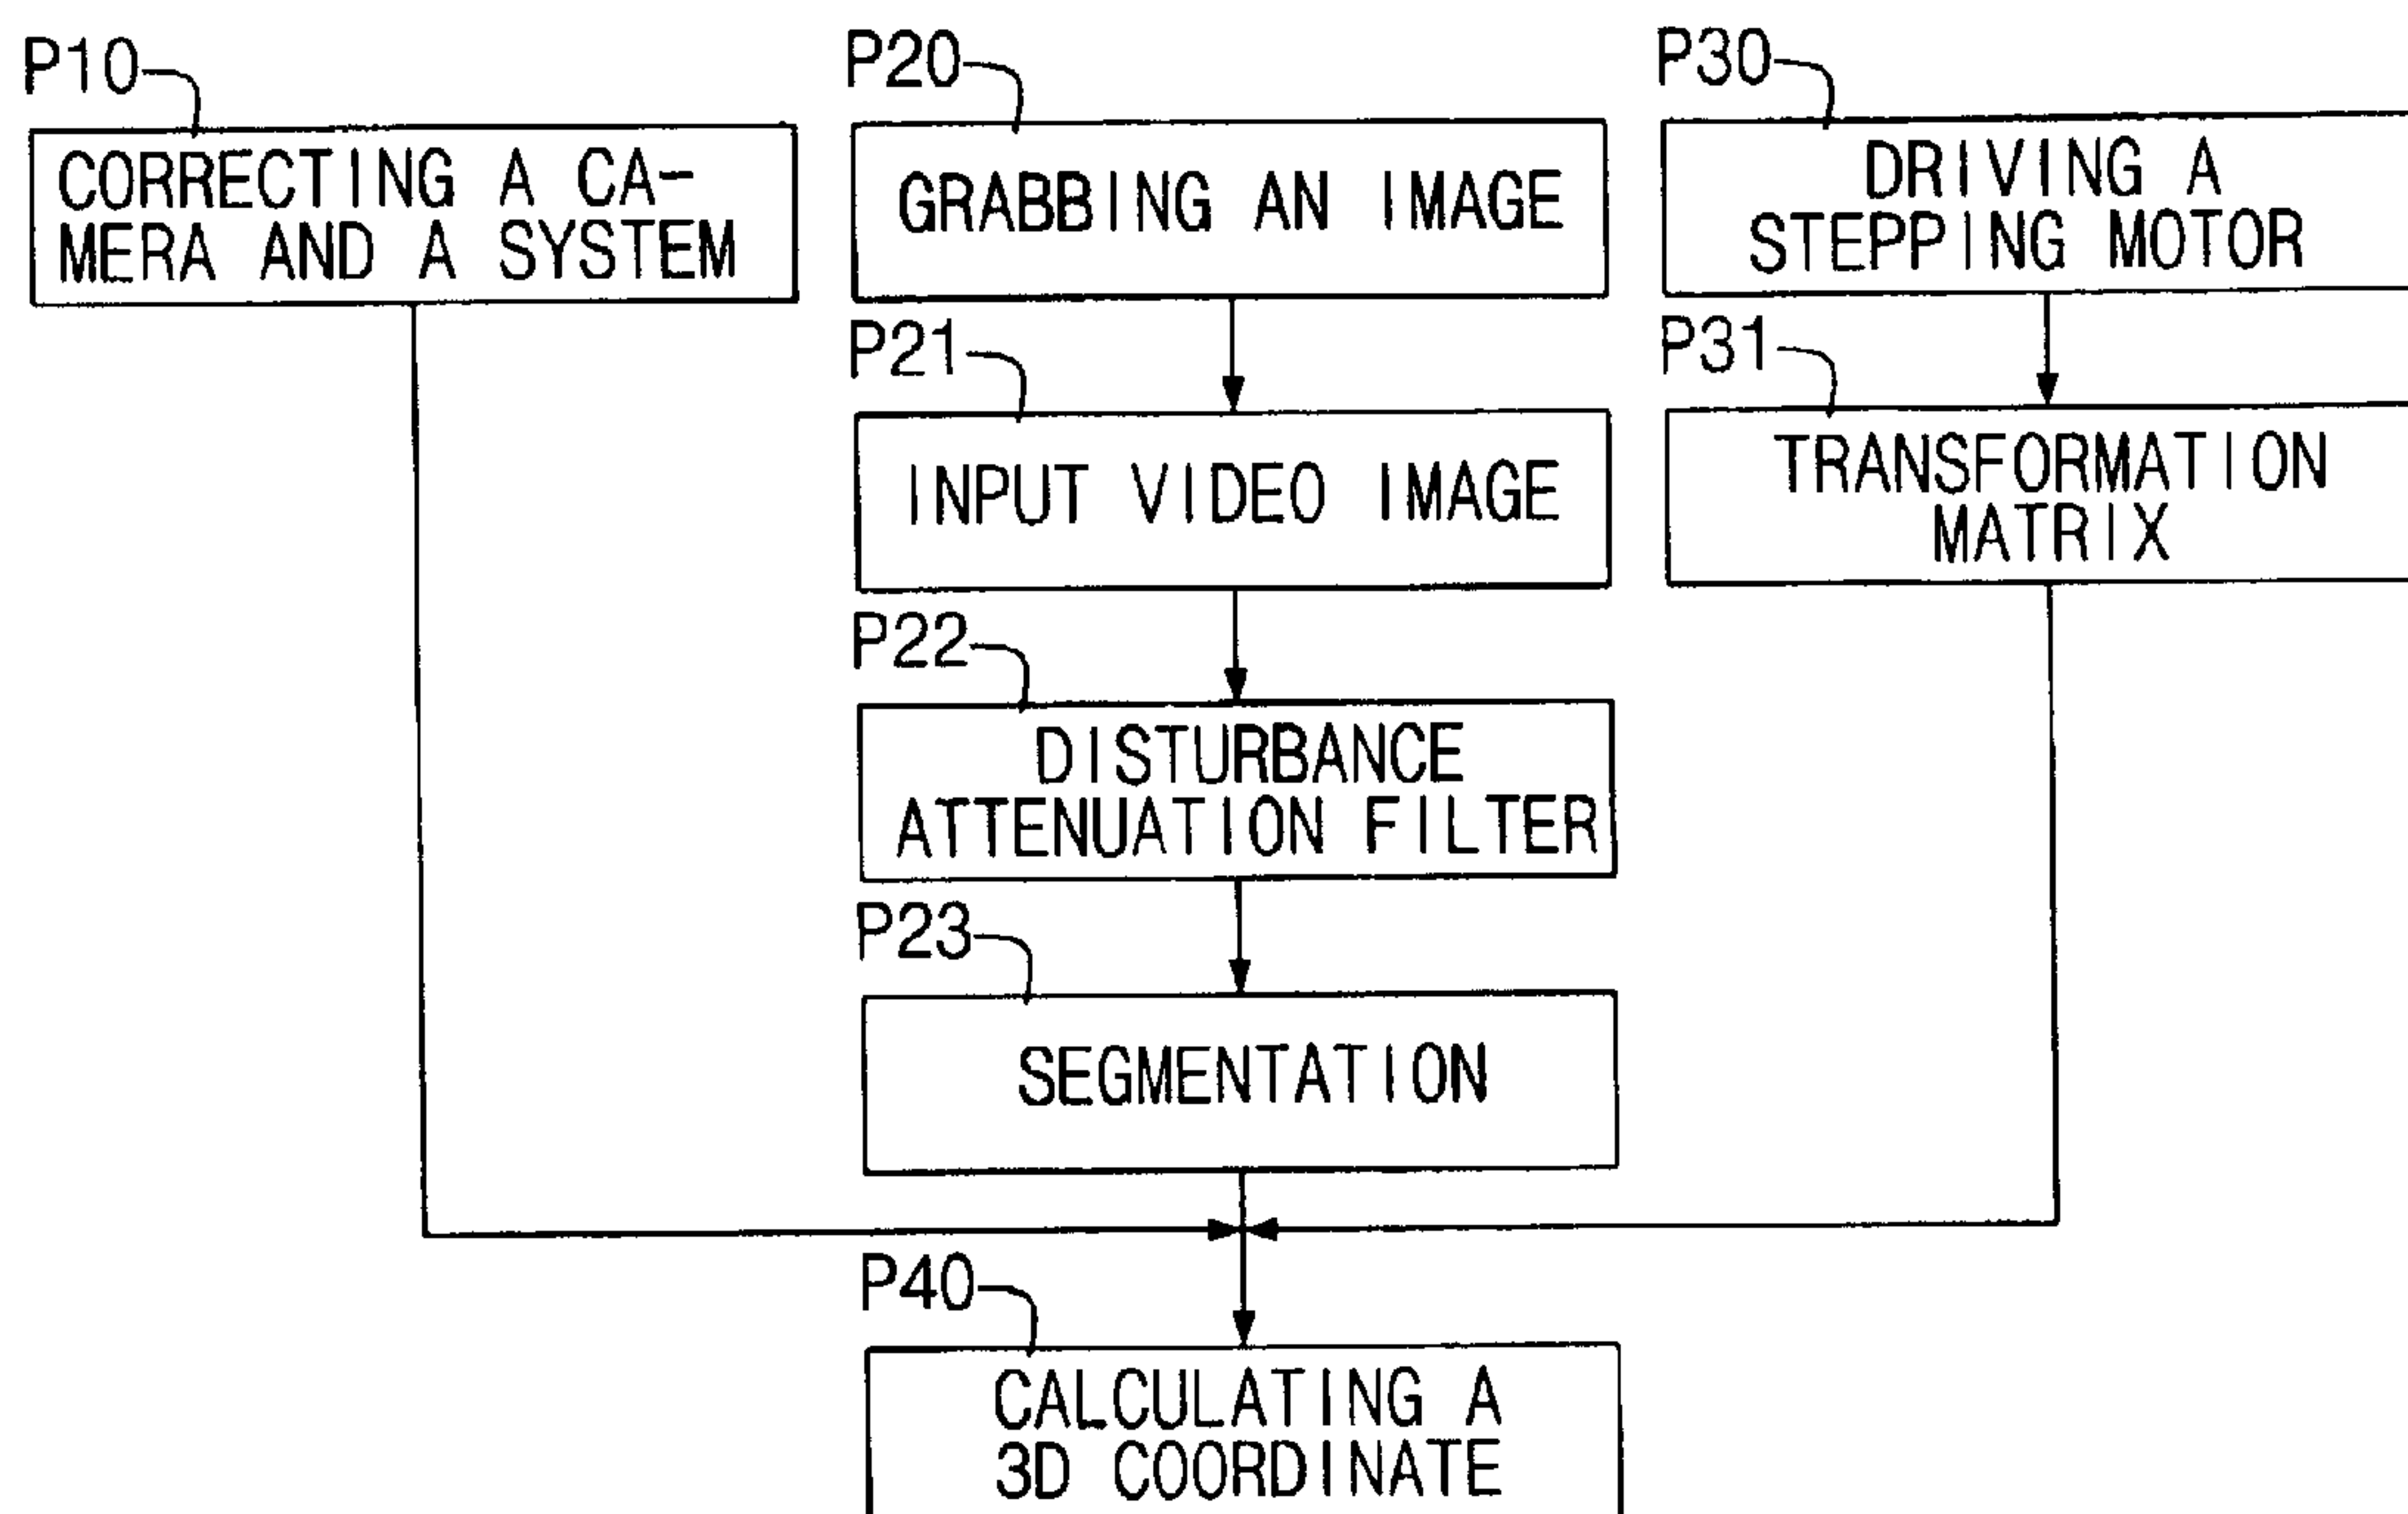 P10
CORRECTING A CA-
MERA AND A SYSTEM
P20
GRABBING AN IMAGE
P21
INPUT VIDEO IMAGE
P22
DISTURBANCE
ATTENUATION FILTER
P23
SEGMENTATION
P30
DRIVING A
STEPPING MOTOR
P31
TRANSFORMATION
MATRIX
P40
CALCULATING A
3D COORDINATE